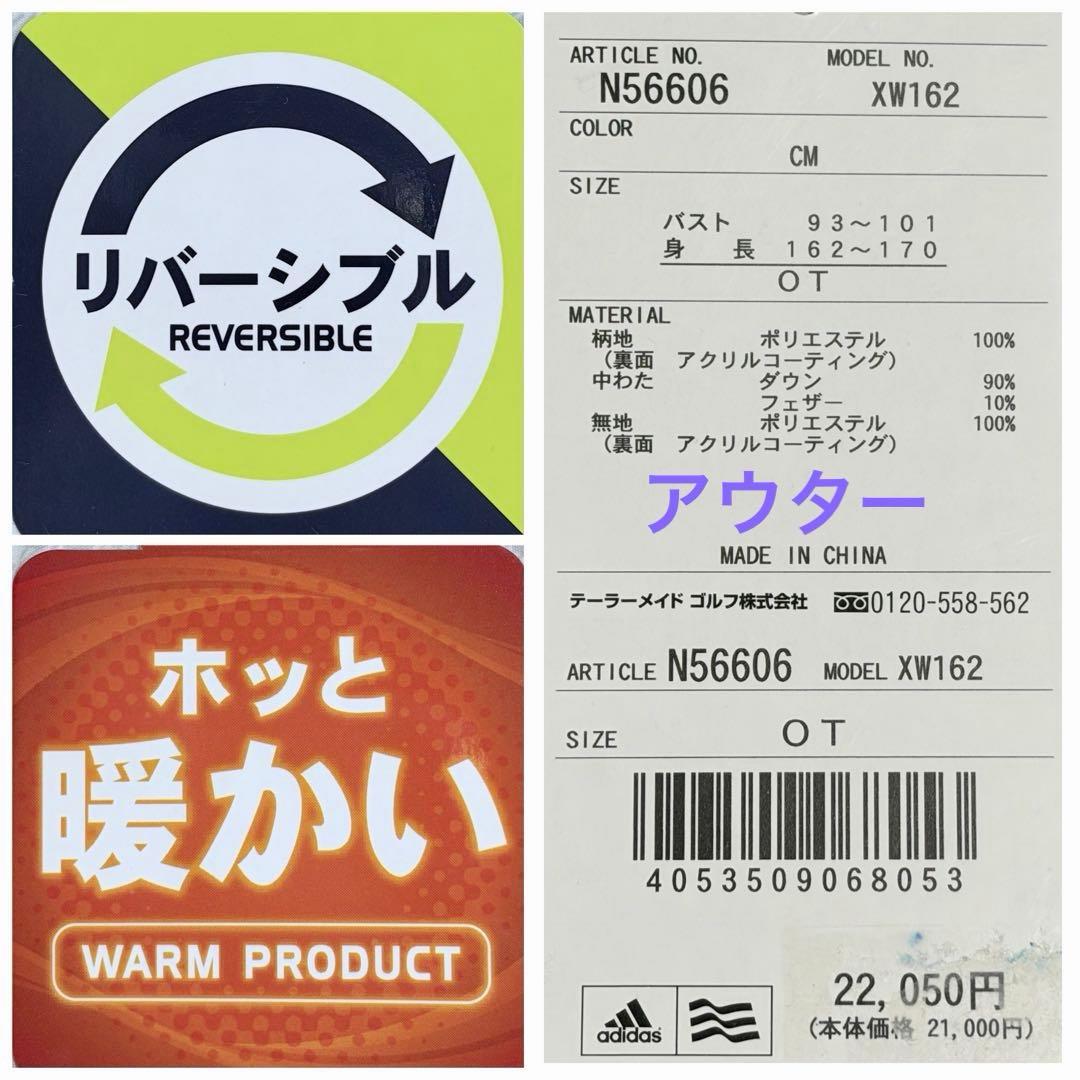 リバーシブル
REVERSIBLE
ホッと
暖かい
WARM PRODUCT
ARTICLE NO. MODEL NO.
N56606 XW162
COLOR
CM
SIZE
バスト 93～101
身 長 162～170
OT
MATERIAL
柄地 ポリエステル 100%
(裏面 アクリルコーティング)
中わた ダウン 90%
フェザー 10%
無地 ポリエステル 100%
(裏面 アクリルコーティング)
アウター
MADE IN CHINA
テーラーメイド ゴルフ株式会社 0120-558-562
ARTICLE N56606 MODEL XW162
SIZE OT
4053509068053
22,050円
(本体価格 21,000円)
adidas